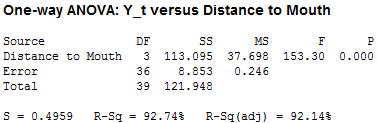 One-way ANOVA: Y_t versus Distance to Mouth
Source DF SS MS F P
Distance to Mouth 3 113.095 37.698 153.30 0.000
Error 36 8.853 0.246
Total 39 121.948
S = 0.4959 R-Sq = 92.74% R-Sq(adj) = 92.14%